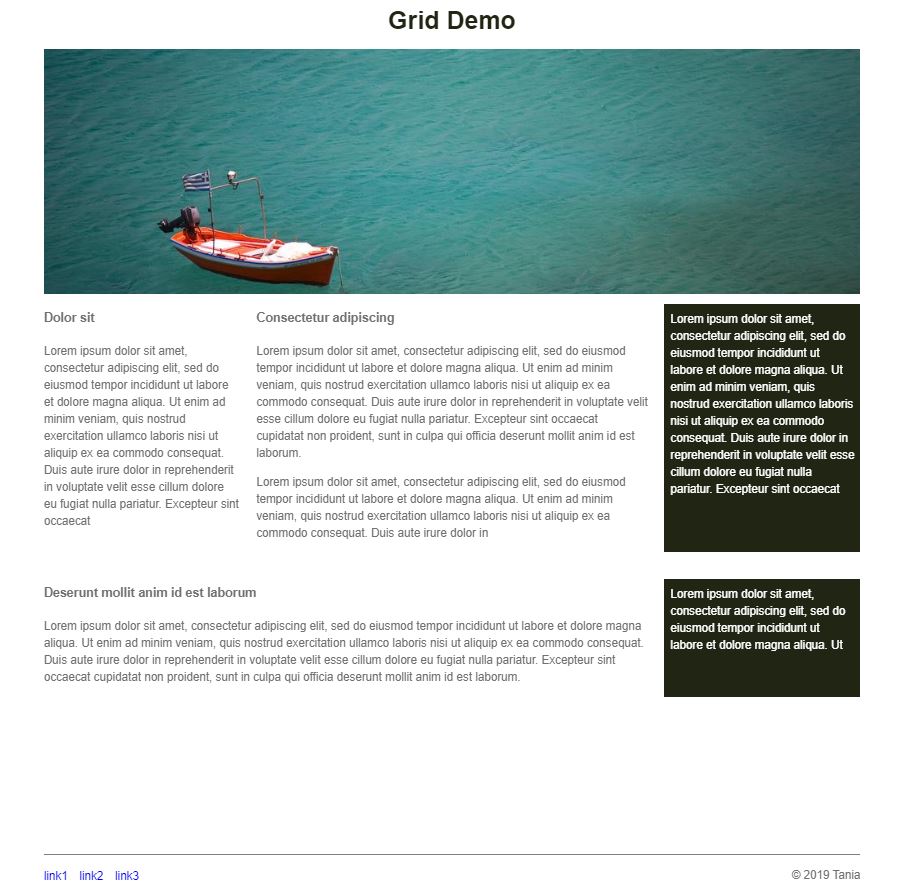 Grid Demo
Dolor sit
Lorem ipsum dolor sit amet,
consectetur adipiscing elit, sed do
eiusmod tempor incididunt ut labore
et dolore magna aliqua. Ut enim ad
minim veniam, quis nostrud
exercitation ullamco laboris nisi ut
aliquip ex ea commodo consequat.
Duis aute irure dolor in reprehenderit
in voluptate velit esse cillum dolore
eu fugiat nulla pariatur. Excepteur sint
occaecat
Consectetur adipiscing
Lorem ipsum dolor sit amet, consectetur adipiscing elit, sed do eiusmod
tempor incididunt ut labore et dolore magna aliqua. Ut enim ad minim
veniam, quis nostrud exercitation ullamco laboris nisi ut aliquip ex ea
commodo consequat. Duis aute irure dolor in reprehenderit in voluptate velit
esse cillum dolore eu fugiat nulla pariatur. Excepteur sint occaecat
cupidatat non proident, sunt in culpa qui officia deserunt mollit anim id est
laborum.
Lorem ipsum dolor sit amet, consectetur adipiscing elit, sed do eiusmod
tempor incididunt ut labore et dolore magna aliqua. Ut enim ad minim
veniam, quis nostrud exercitation ullamco laboris nisi ut aliquip ex ea
commodo consequat. Duis aute irure dolor in
Lorem ipsum dolor sit amet,
consectetur adipiscing elit, sed do
eiusmod tempor incididunt ut
labore et dolore magna aliqua. Ut
enim ad minim veniam, quis
nostrud exercitation ullamco laboris
nisi ut aliquip ex ea commodo
consequat. Duis aute irure dolor in
reprehenderit in voluptate velit esse
cillum dolore eu fugiat nulla
pariatur. Excepteur sint occaecat
Deserunt mollit anim id est laborum
Lorem ipsum dolor sit amet, consectetur adipiscing elit, sed do eiusmod tempor incididunt ut labore et dolore magna
aliqua. Ut enim ad minim veniam, quis nostrud exercitation ullamco laboris nisi ut aliquip ex ea commodo consequat.
Duis aute irure dolor in reprehenderit in voluptate velit esse cillum dolore eu fugiat nulla pariatur. Excepteur sint
occaecat cupidatat non proident, sunt in culpa qui officia deserunt mollit anim id est laborum.
Lorem ipsum dolor sit amet,
consectetur adipiscing elit, sed do
eiusmod tempor incididunt ut
labore et dolore magna aliqua. Ut
link1 link2 link3
© 2019 Tania